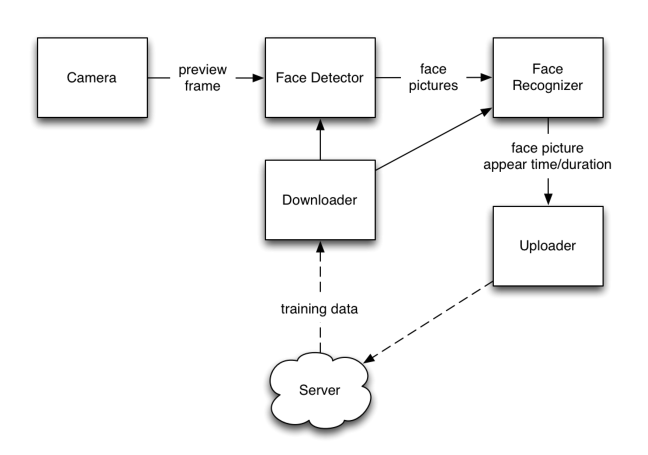 Camera
preview
frame
Face Detector
face
pictures
Face
Recognizer
face picture
appear time/duration
Downloader
Uploader
training data
Server